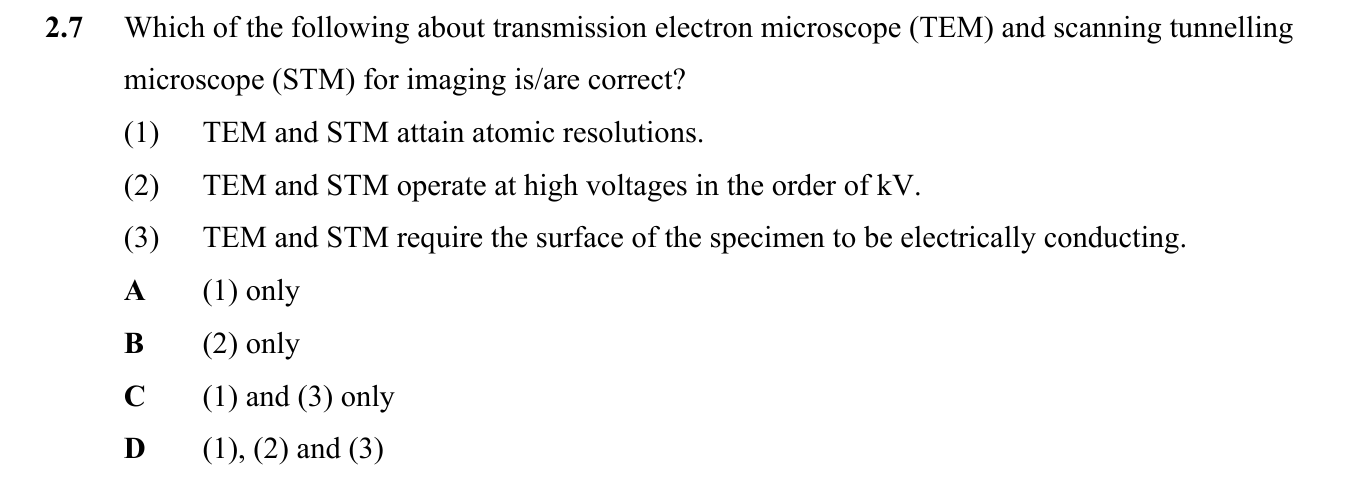 2.7 Which of the following about transmission electron microscope (TEM) and scanning tunnelling
microscope (STM) for imaging is/are correct?
(1) TEM and STM attain atomic resolutions.
(2) TEM and STM operate at high voltages in the order of kV.
(3) TEM and STM require the surface of the specimen to be electrically conducting.
A (1) only
B (2) only
C (1) and (3) only
D (1), (2) and (3)